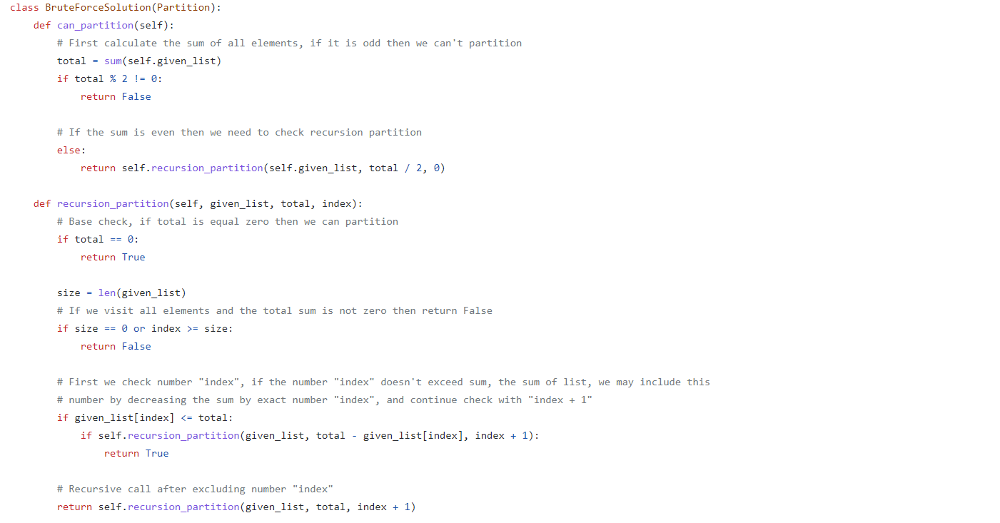 class BruteForceSolution(Partition):
    def can_partition(self):
        # First calculate the sum of all elements, if it is odd then we can't partition
        total = sum(self.given_list)
        if total % 2 != 0:
            return False

        # If the sum is even then we need to check recursion partition
        else:
            return self.recursion_partition(self.given_list, total / 2, 0)

    def recursion_partition(self, given_list, total, index):
        # Base check, if total is equal zero then we can partition
        if total == 0:
            return True

        size = len(given_list)
        # If we visit all elements and the total sum is not zero then return False
        if size == 0 or index >= size:
            return False

        # First we check number "index", if the number "index" doesn't exceed sum, the sum of list, we may include this
        # number by decreasing the sum by exact number "index", and continue check with "index + 1"
        if given_list[index] <= total:
            if self.recursion_partition(given_list, total - given_list[index], index + 1):
                return True

        # Recursive call after excluding number "index"
        return self.recursion_partition(given_list, total, index + 1)